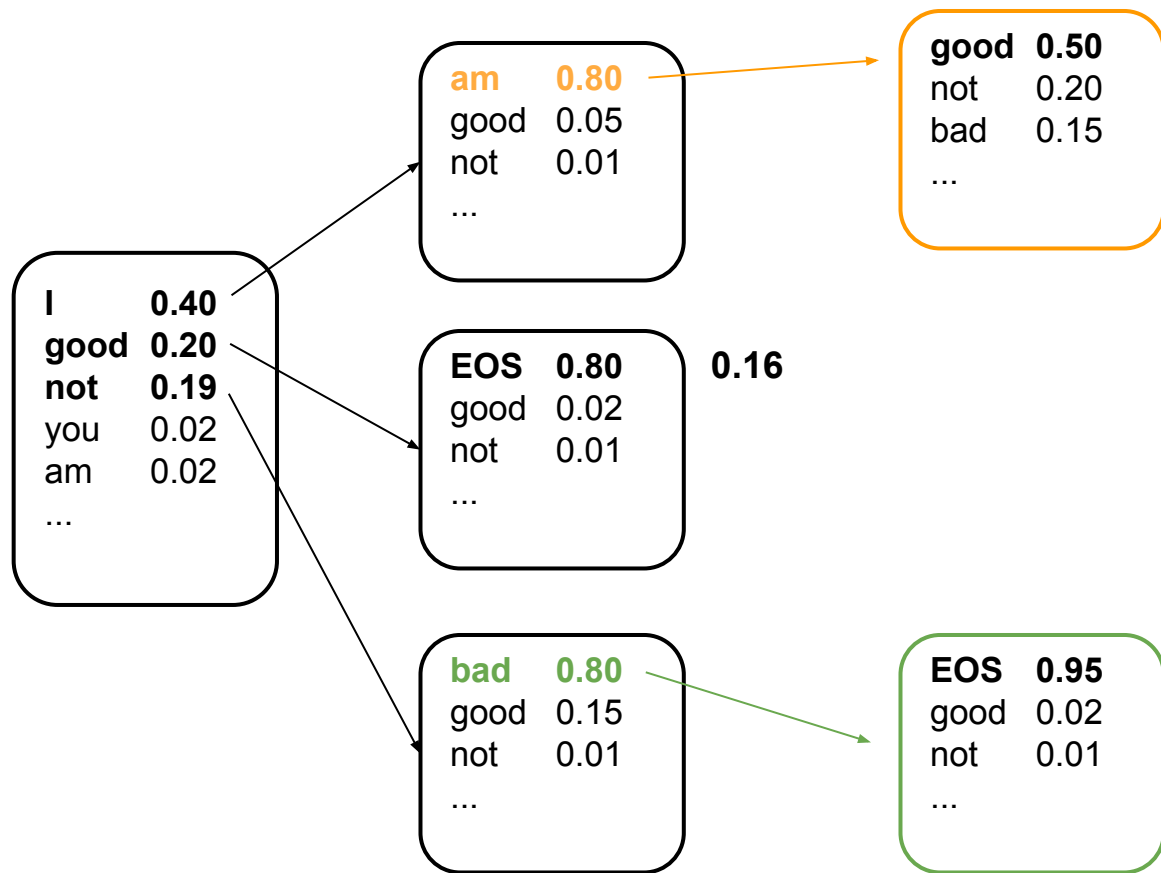 I 0.40
good 0.20
not 0.19
you 0.02
am 0.02
...
am 0.80
good 0.05
not 0.01
...
EOS 0.80
good 0.02
not 0.01
...
0.16
bad 0.80
good 0.15
not 0.01
...
good 0.50
not 0.20
bad 0.15
...
EOS 0.95
good 0.02
not 0.01
...